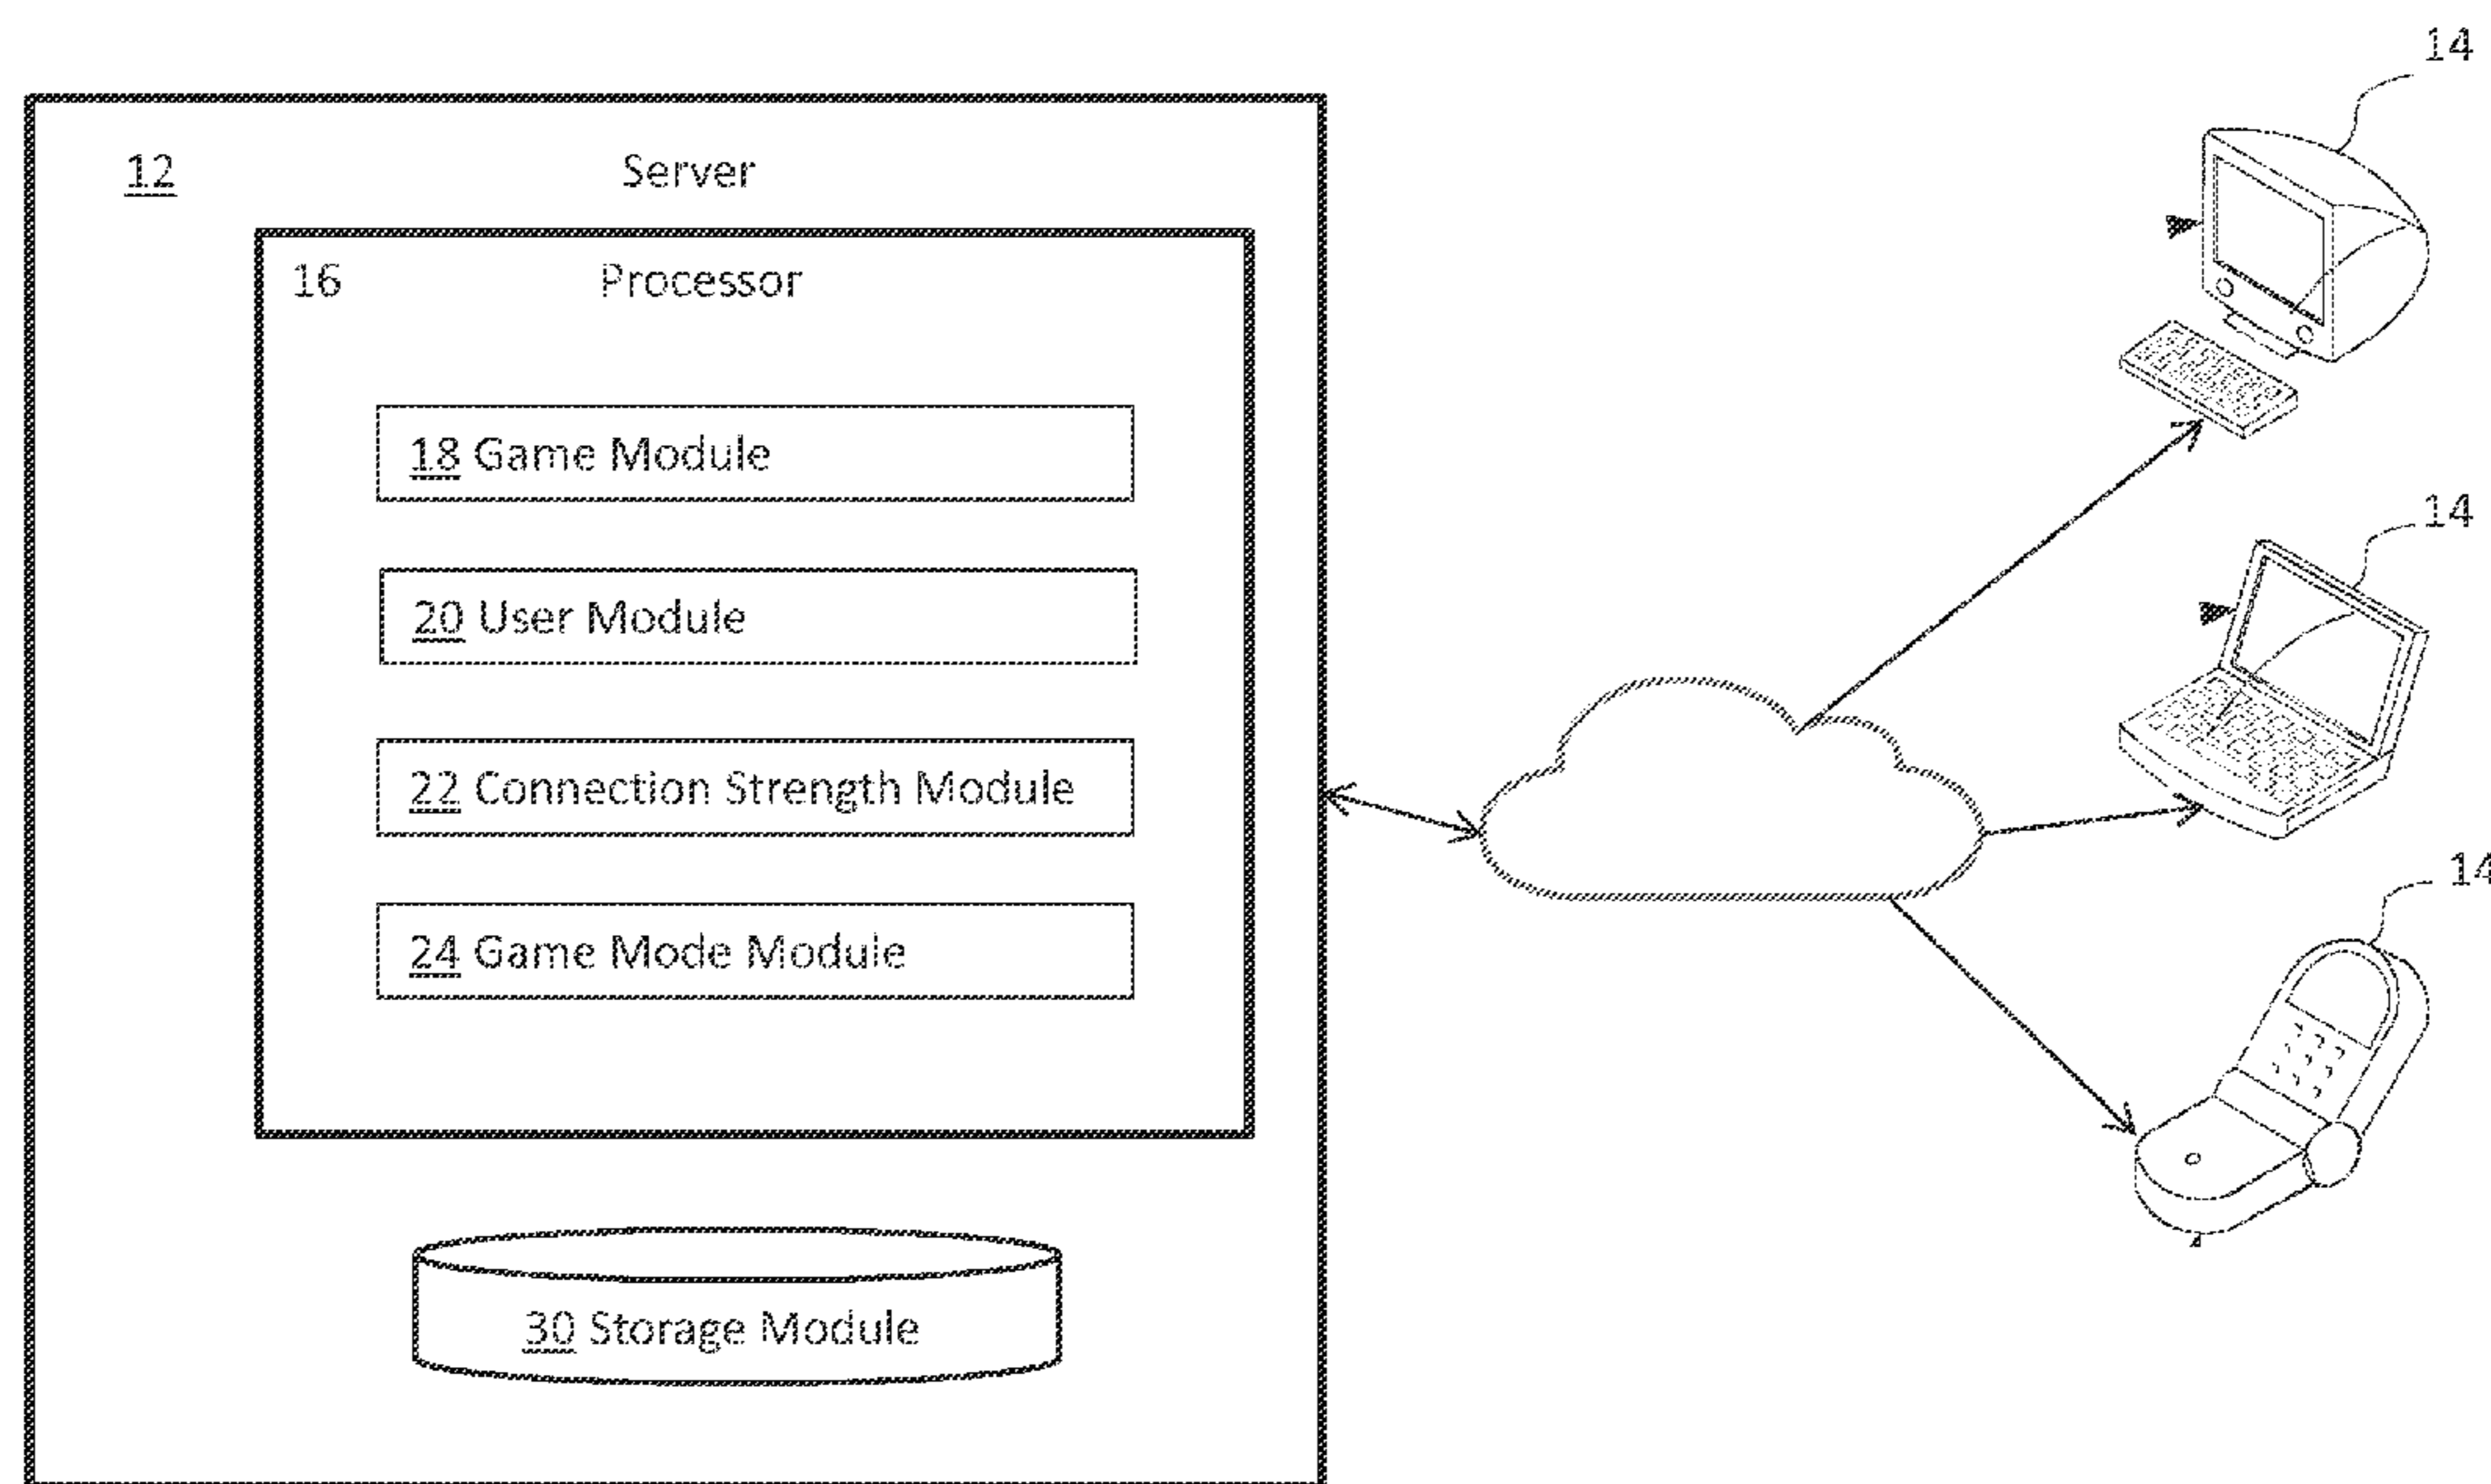 14
12 Server
16 Processor
18 Game Module
14
20 User Module
22 Connection Strength Module
14
24 Game Mode Module
30 Storage Module